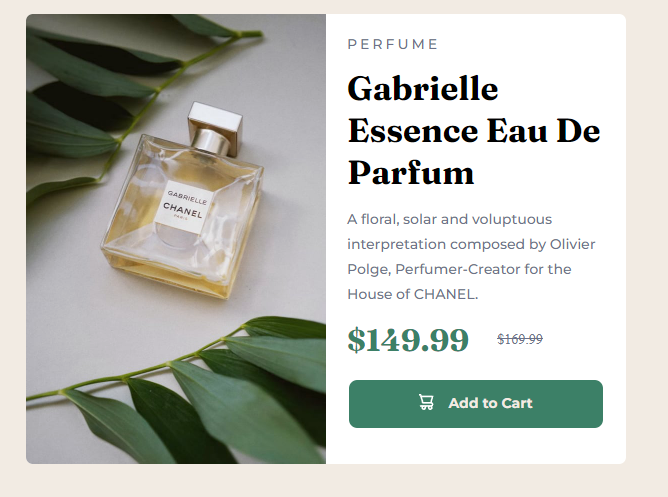 GABRIELLE
CHANEL
PARIS
PERFUME
Gabrielle
Essence Eau De
Parfum
A floral, solar and voluptuous
interpretation composed by Olivier
Polge, Perfumer-Creator for the
House of CHANEL.
$149.99 $169.99
Add to Cart